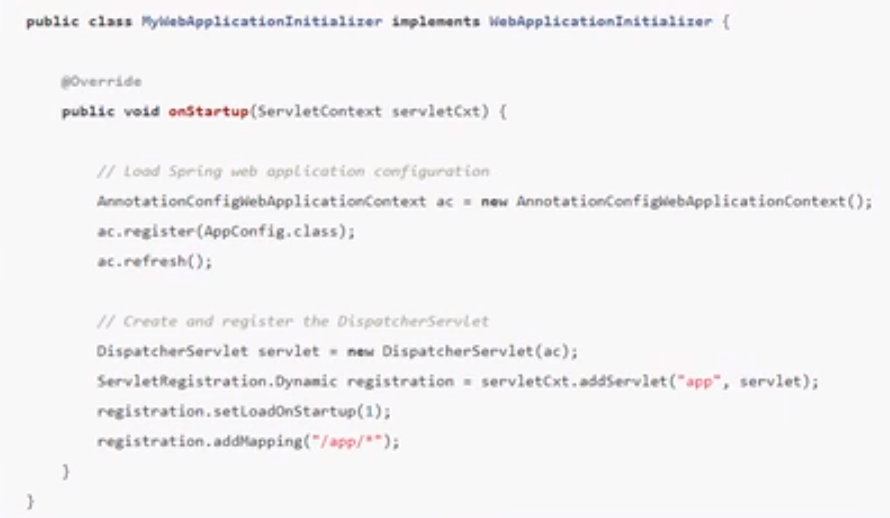 public class MyWebApplicationInitializer implements WebApplicationInitializer {
@Override
public void onStartup(ServletContext servletCxt) {
// Load Spring web application configuration
AnnotationConfigWebApplicationContext ac = new AnnotationConfigWebApplicationContext();
ac.register(AppConfig.class);
ac.refresh();
// Create and register the DispatcherServlet
DispatcherServlet servlet = new DispatcherServlet(ac);
ServletRegistration.Dynamic registration = servletCxt.addServlet("app", servlet);
registration.setLoadOnStartup(1);
registration.addMapping("/app/*");
}
}